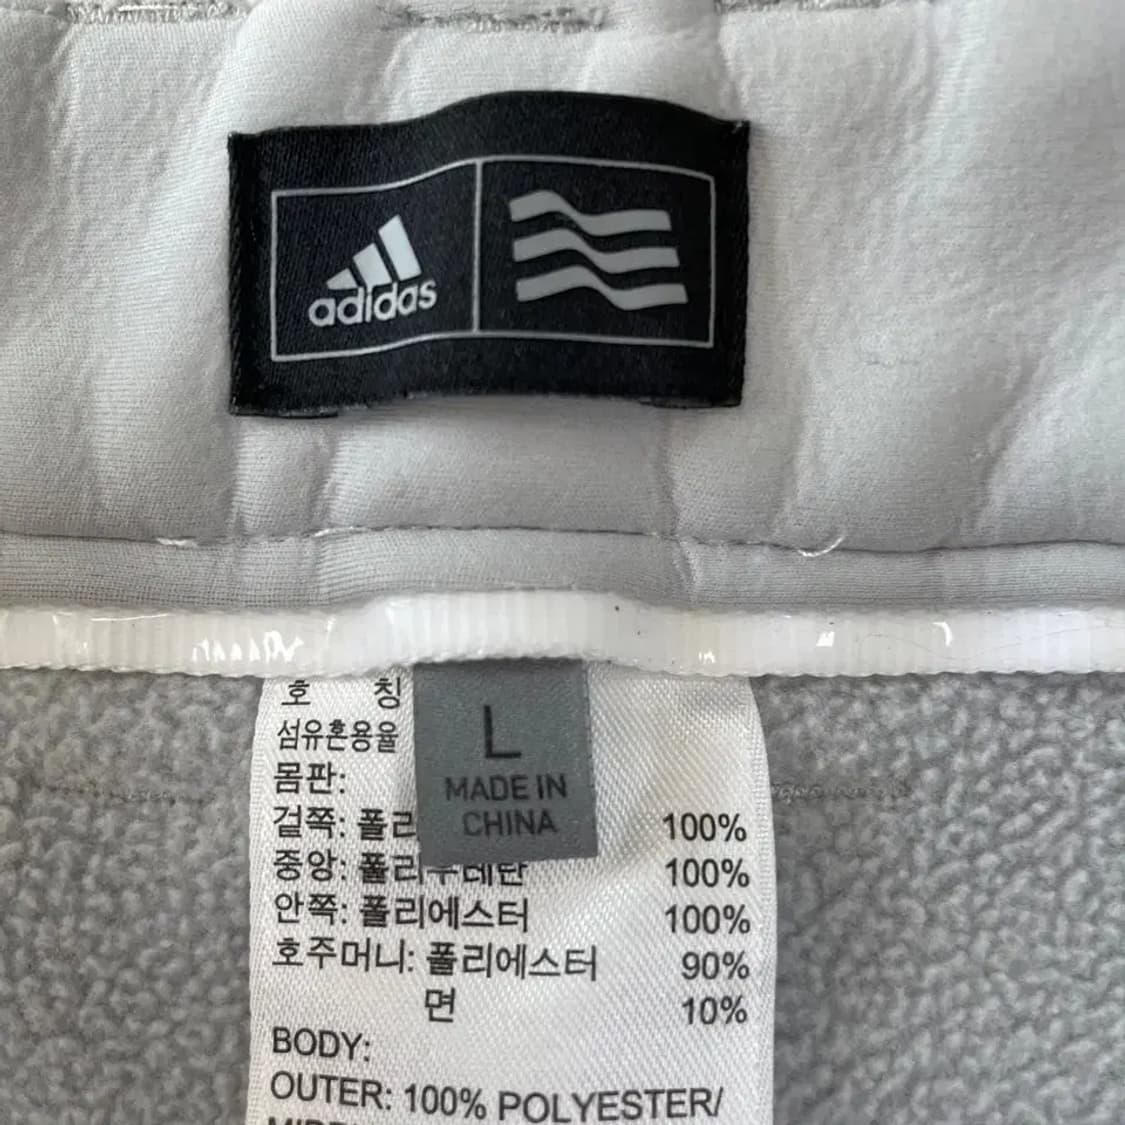 adidas
호 칭
섬유혼용율
몸판:
L
MADE IN
CHINA
겉쪽: 폴리 100%
중앙: 폴리우레탄 100%
안쪽: 폴리에스터 100%
호주머니: 폴리에스터 90%
면 10%
BODY:
OUTER: 100% POLYESTER/